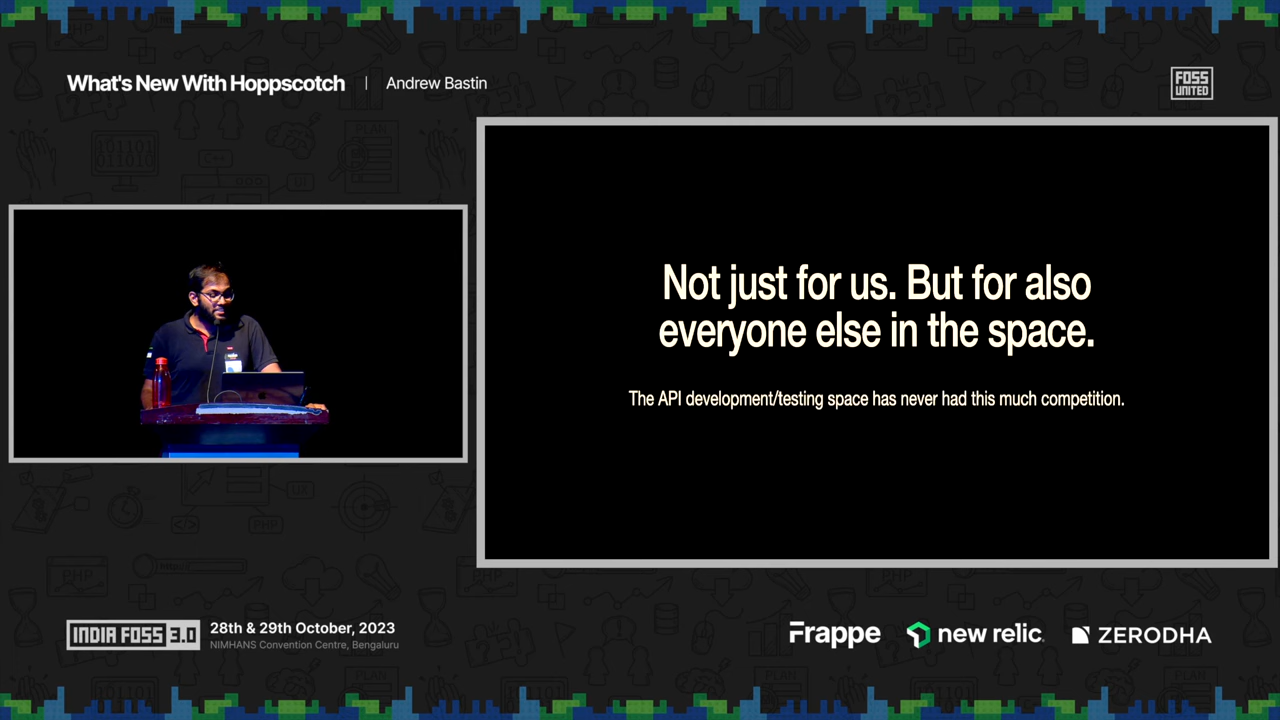 What's New With Hoppscotch | Andrew Bastin
FOSS
UNITED
Not just for us. But for also
everyone else in the space.
The API development/testing space has never had this much competition.
INDIA FOSS 3.0
28th & 29th October, 2023
NIMHANS Convention Centre, Bengaluru
Frappe
new relic
ZERODHA